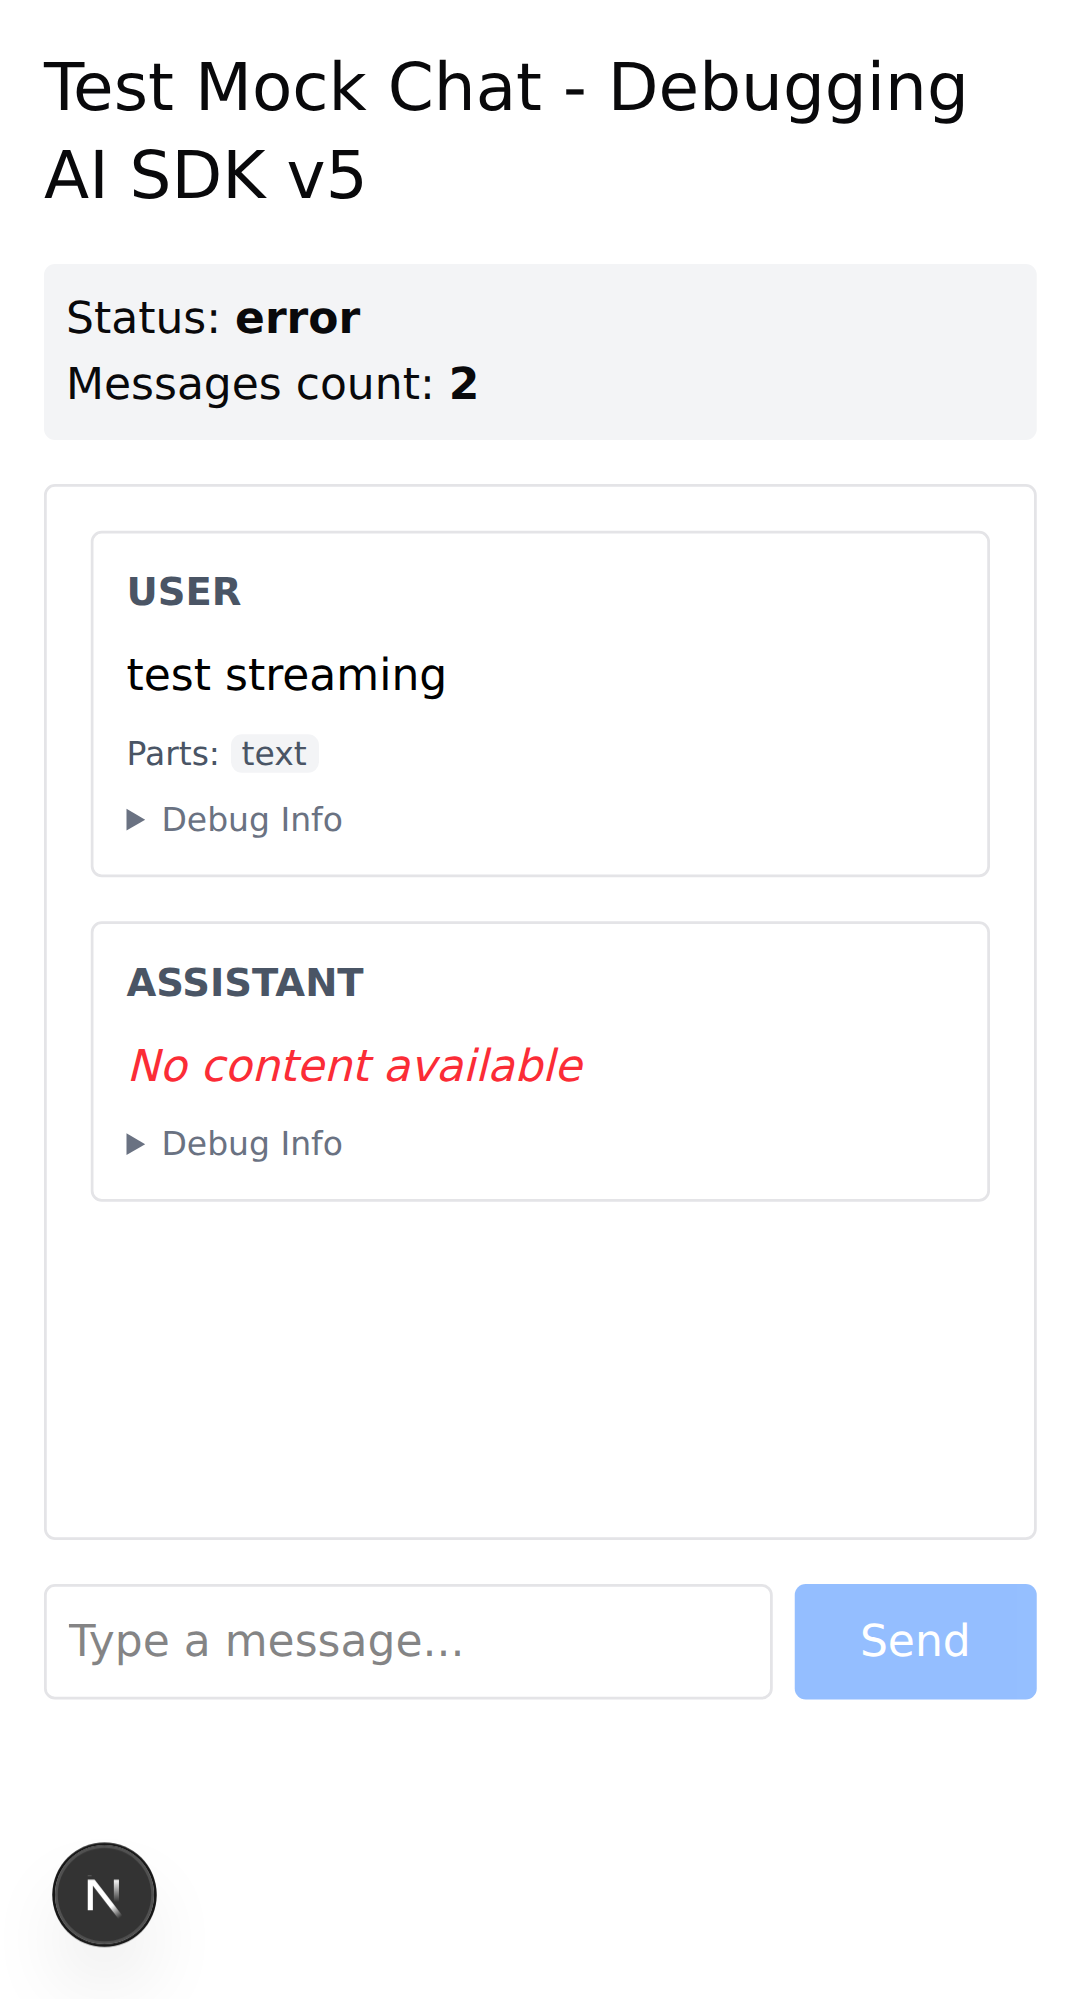 Test Mock Chat - Debugging
AI SDK v5
Status: error
Messages count: 2
USER
test streaming
Parts: text
Debug Info
ASSISTANT
No content available
Debug Info
Type a message...
Send
N